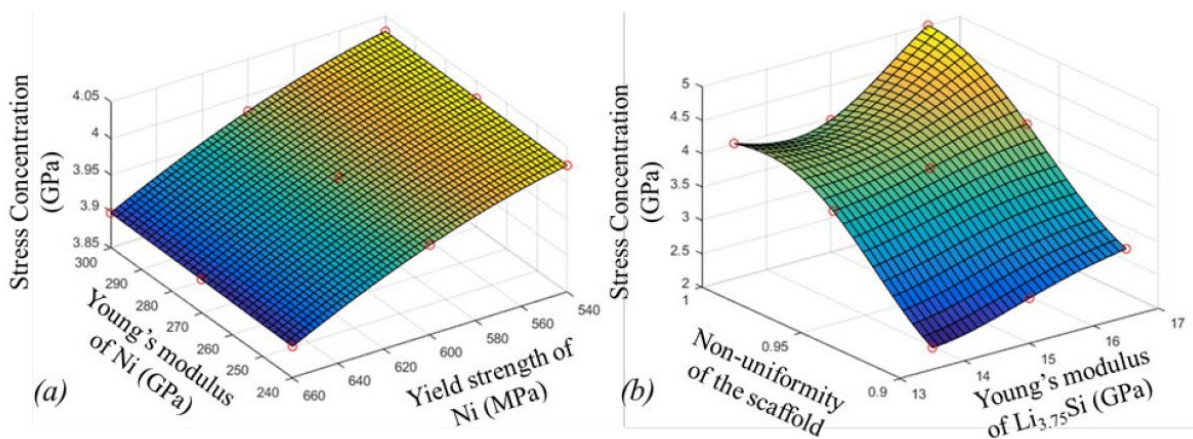 Stress Concentration
(GPa)
4.05
4
3.95
3.9
3.85
300
290
280
270
260
250
240
Young's modulus
of Ni (GPa)
660
640
620
600
580
560
540
Yield strength of
Ni (MPa)
(a)
Stress Concentration
(GPa)
5
4.5
4
3.5
3
2.5
2
1
0.95
0.9
Non-uniformity
of the scaffold
13
14
15
16
17
Young's modulus
of Li3.75Si (GPa)
(b)